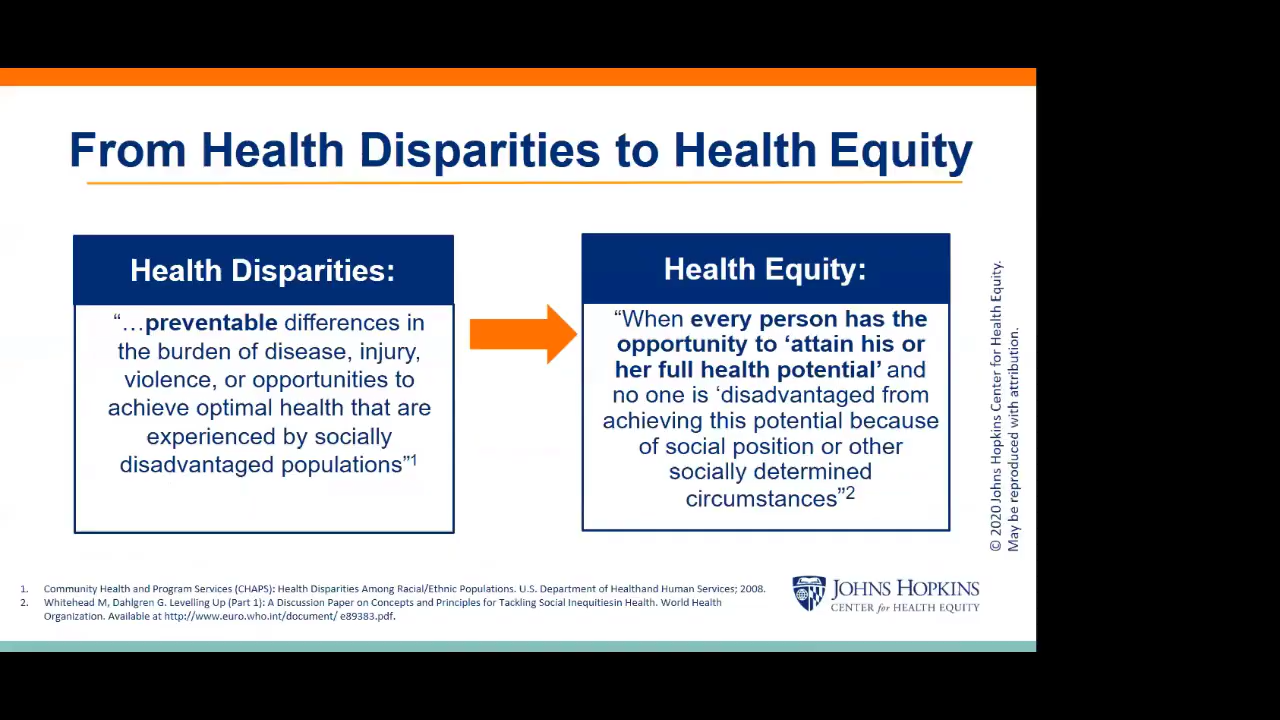 From Health Disparities to Health Equity
Health Disparities:
“…preventable differences in
the burden of disease, injury,
violence, or opportunities to
achieve optimal health that are
experienced by socially
disadvantaged populations”1
Health Equity:
“When every person has the
opportunity to ‘attain his or
her full health potential’ and
no one is ‘disadvantaged from
achieving this potential because
of social position or other
socially determined
circumstances”2
© 2020 Johns Hopkins Center for Health Equity.
May be reproduced with attribution.
1. Community Health and Program Services (CHAPS): Health Disparities Among Racial/Ethnic Populations. U.S. Department of Healthand Human Services; 2008.
2. Whitehead M, Dahlgren G. Levelling Up (Part 1): A Discussion Paper on Concepts and Principles for Tackling Social Inequitiesin Health. World Health
Organization. Available at http://www.euro.who.int/document/ e89383.pdf.
JOHNS HOPKINS
CENTER for HEALTH EQUITY